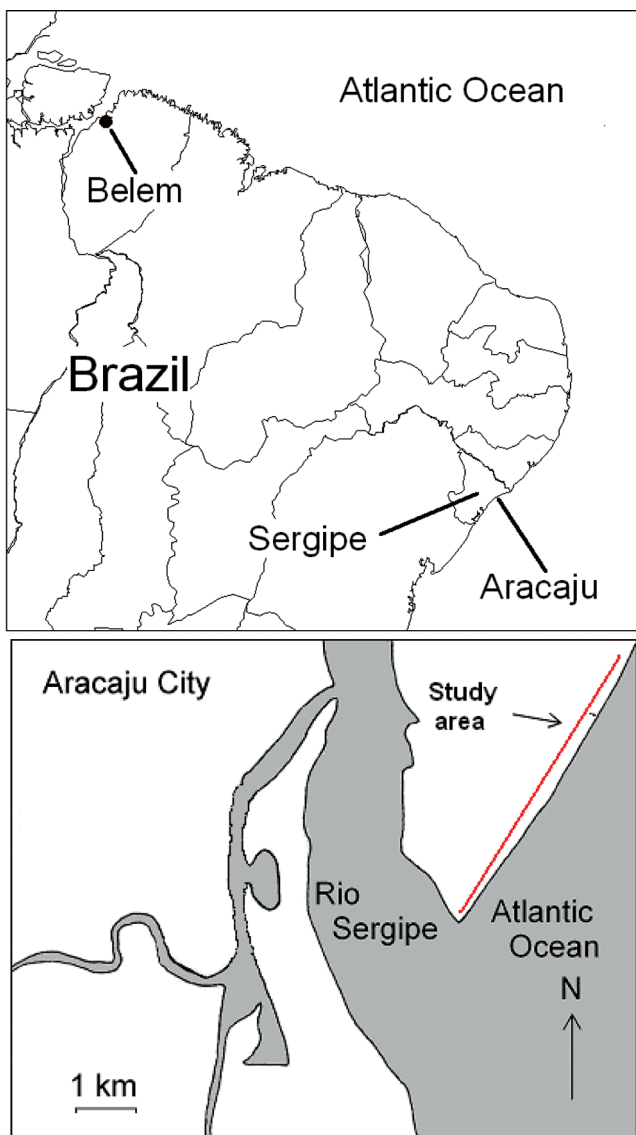 Atlantic Ocean
Belem
Brazil
Sergipe
Aracaju
Aracaju City
Study
area
Rio
Sergipe
Atlantic
Ocean
N
1 km